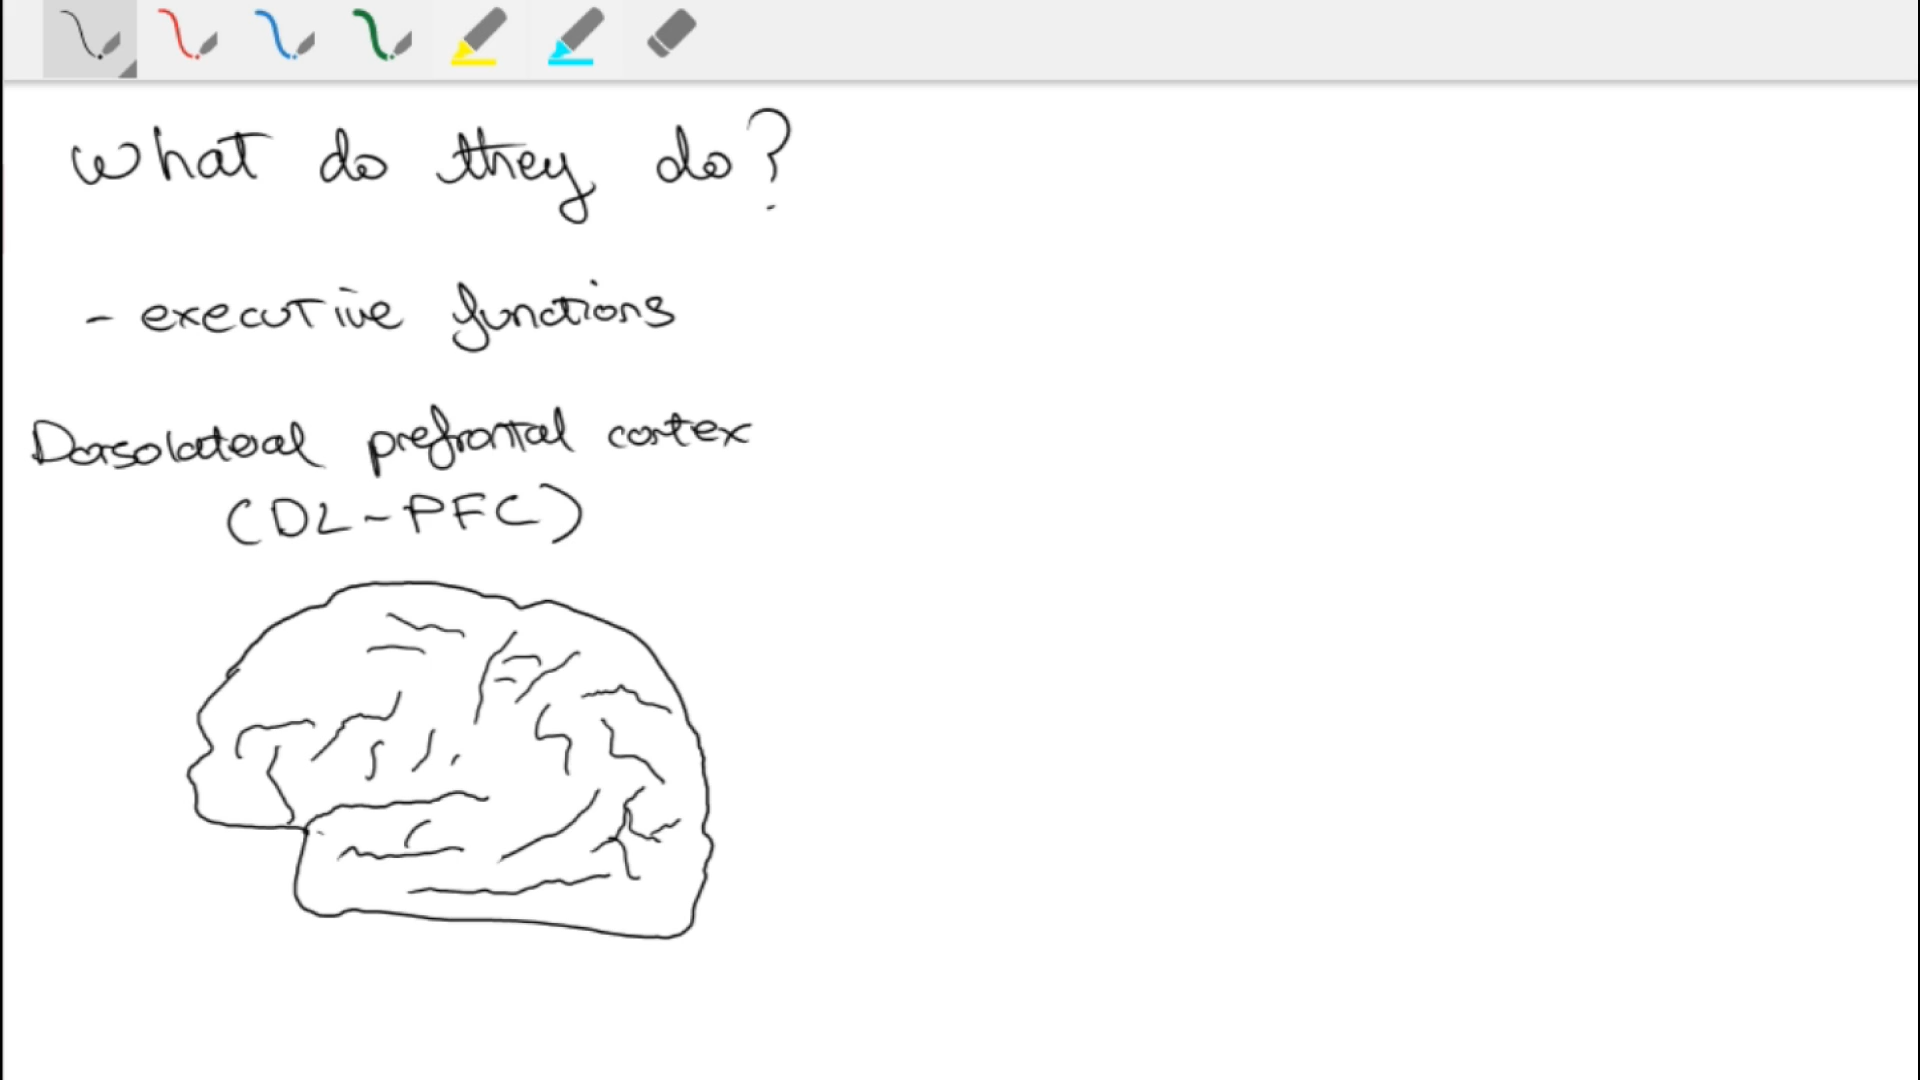 What do they do?
- executive functions
Dorsolateral prefrontal cortex
(DL-PFC)